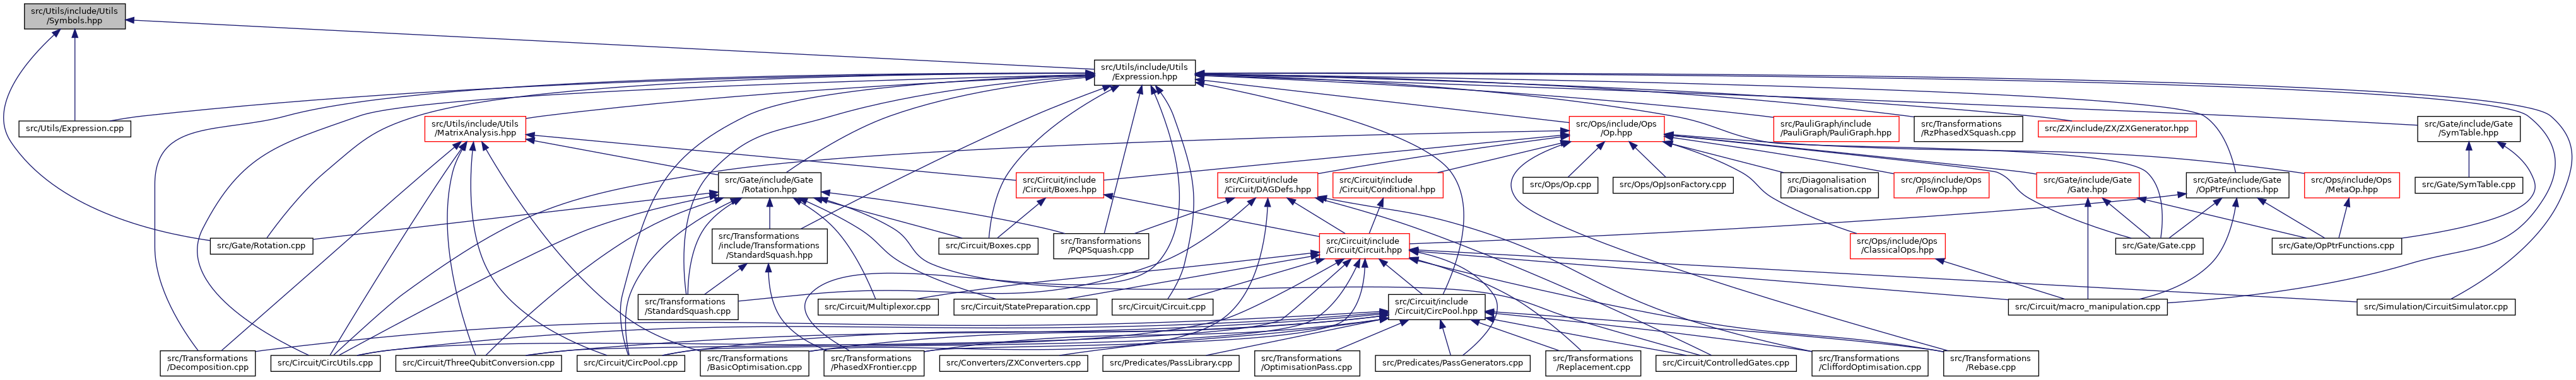 src/Utils/include/Utils
/Symbols.hpp
src/Utils/include/Utils
/Expression.hpp
src/Utils/Expression.cpp
src/Utils/include/Utils
/MatrixAnalysis.hpp
src/Ops/include/Ops
/Op.hpp
src/PauliGraph/include
/PauliGraph/PauliGraph.hpp
src/Transformations
/RzPhasedXSquash.cpp
src/ZX/include/ZX/ZXGenerator.hpp
src/Gate/include/Gate
/SymTable.hpp
src/Gate/include/Gate
/Rotation.hpp
src/Circuit/include
/Circuit/Boxes.hpp
src/Circuit/include
/Circuit/DAGDefs.hpp
src/Circuit/include
/Circuit/Conditional.hpp
src/Ops/Op.cpp
src/Ops/OpJsonFactory.cpp
src/Diagonalisation
/Diagonalisation.cpp
src/Ops/include/Ops
/FlowOp.hpp
src/Gate/include/Gate
/Gate.hpp
src/Gate/include/Gate
/OpPtrFunctions.hpp
src/Ops/include/Ops
/MetaOp.hpp
src/Gate/SymTable.cpp
src/Gate/Rotation.cpp
src/Transformations
/include/Transformations
/StandardSquash.hpp
src/Circuit/Boxes.cpp
src/Transformations
/PQPSquash.cpp
src/Circuit/include
/Circuit/Circuit.hpp
src/Ops/include/Ops
/ClassicalOps.hpp
src/Gate/Gate.cpp
src/Gate/OpPtrFunctions.cpp
src/Transformations
/StandardSquash.cpp
src/Circuit/Multiplexor.cpp
src/Circuit/StatePreparation.cpp
src/Circuit/Circuit.cpp
src/Circuit/include
/Circuit/CircPool.hpp
src/Circuit/macro_manipulation.cpp
src/Simulation/CircuitSimulator.cpp
src/Transformations
/Decomposition.cpp
src/Circuit/CircUtils.cpp
src/Circuit/ThreeQubitConversion.cpp
src/Circuit/CircPool.cpp
src/Transformations
/BasicOptimisation.cpp
src/Transformations
/PhasedXFrontier.cpp
src/Converters/ZXConverters.cpp
src/Predicates/PassLibrary.cpp
src/Transformations
/OptimisationPass.cpp
src/Predicates/PassGenerators.cpp
src/Transformations
/Replacement.cpp
src/Circuit/ControlledGates.cpp
src/Transformations
/CliffordOptimisation.cpp
src/Transformations
/Rebase.cpp